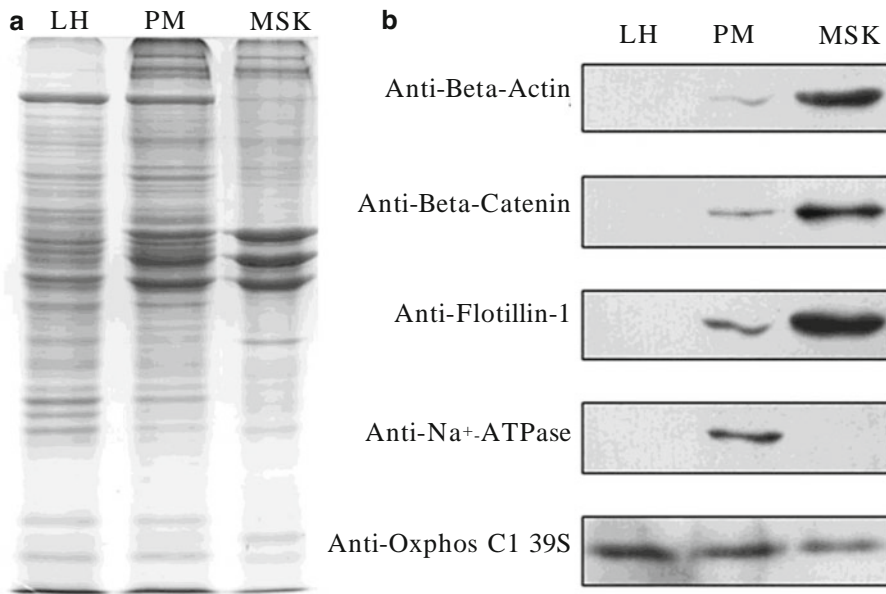 a
LH PM MSK
b
LH PM MSK
Anti-Beta-Actin
Anti-Beta-Catenin
Anti-Flotillin-1
Anti-Na+-ATPase
Anti-Oxphos C1 39S